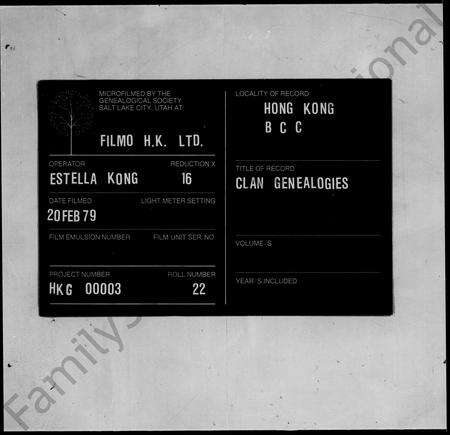 MICROFILMED BY THE
GENEALOGICAL SOCIETY
SALT LAKE CITY, UTAH AT:
FILMO H.K. LTD.
OPERATOR REDUCTION X
ESTELLA KONG 16
DATE FILMED LIGHT METER SETTING
20 FEB 79
FILM EMULSION NUMBER FILM UNIT SER. NO.
PROJECT NUMBER ROLL NUMBER
HKG 00003 22
LOCALITY OF RECORD
HONG KONG
B C C
TITLE OF RECORD
CLAN GENEALOGIES
VOLUME S
YEAR S INCLUDED